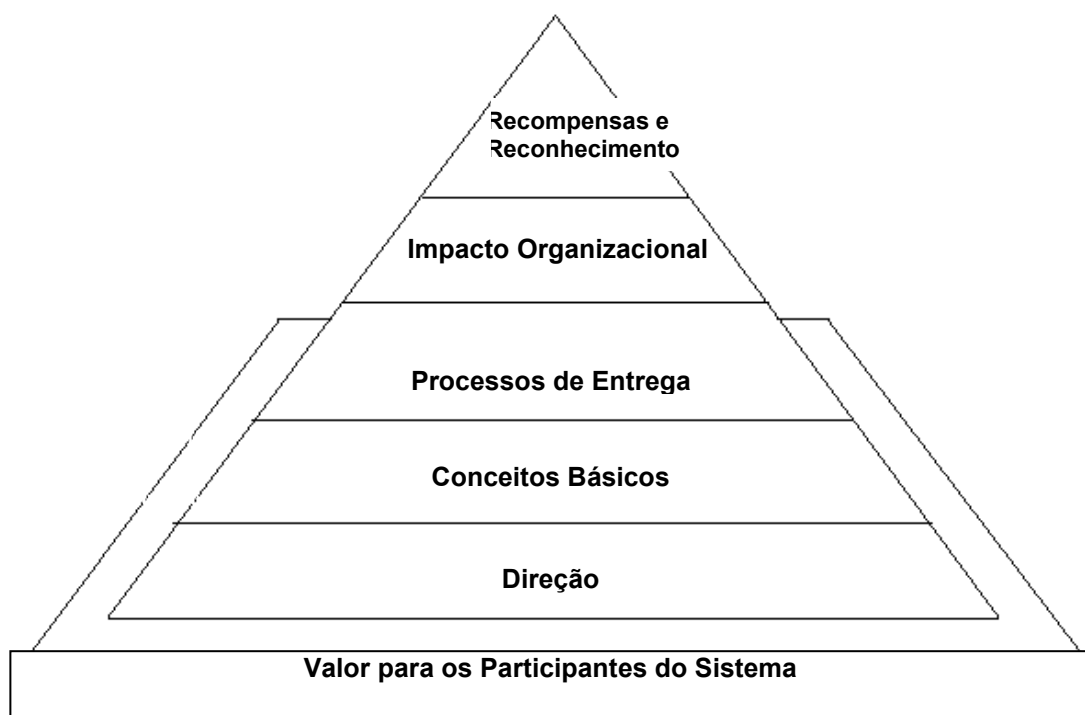 Recompensas e
Reconhecimento
Impacto Organizacional
Processos de Entrega
Conceitos Básicos
Direção
Valor para os Participantes do Sistema